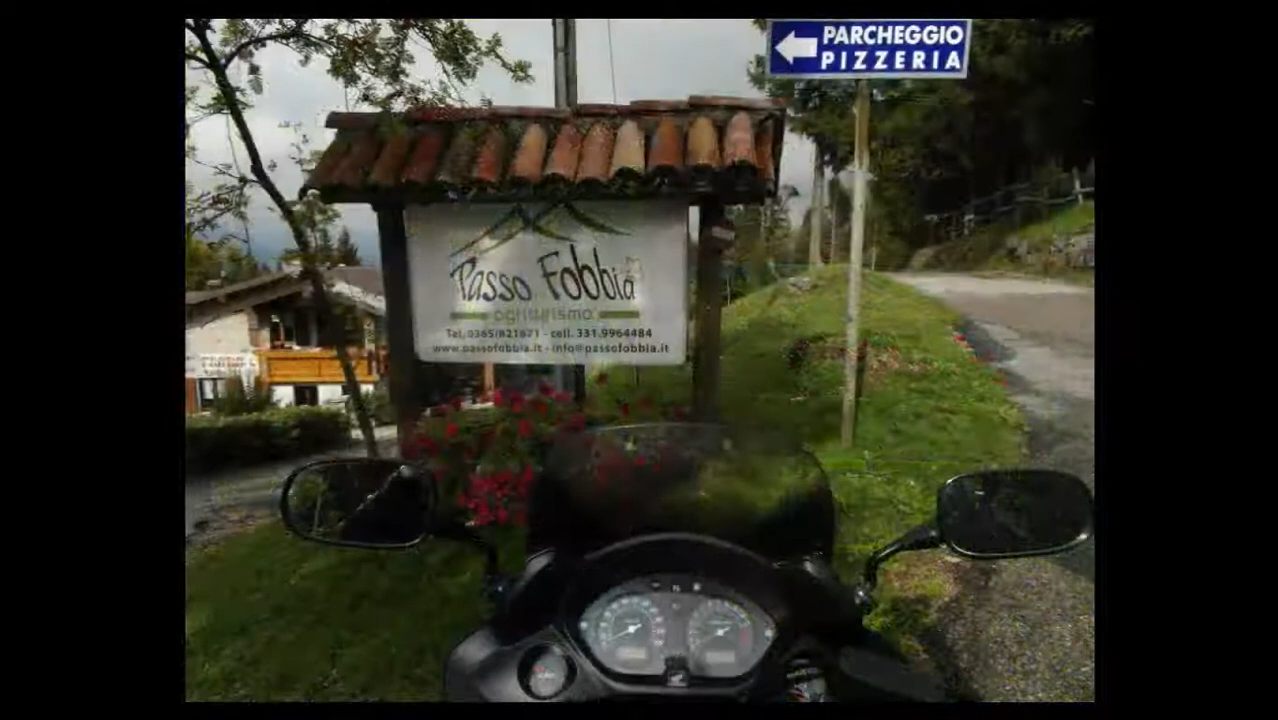 PARCHEGGIO
PIZZERIA
Passo Fobbia
agriturismo
Tel. 0365/821671 - cell. 331.9964484
www.passofobbia.it - info@passofobbia.it